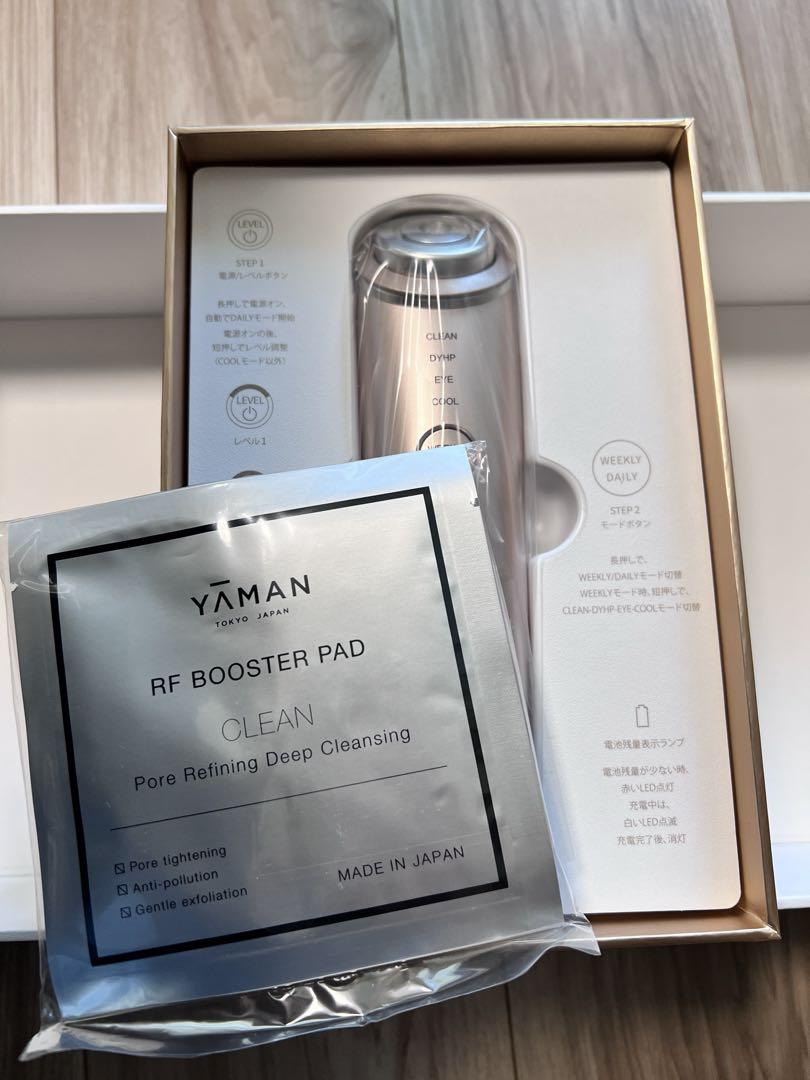 LEVEL
STEP 1
電源/レベルボタン
長押しで電源オン、
自動でDAILYモード開始
電源オンの後、
短押しでレベル調整
(COOLモード以外)
LEVEL
レベル1
CLEAN
DYHP
EYE
COOL
WEEKLY
DAILY
STEP 2
モードボタン
長押しで、
WEEKLY/DAILYモード切替
WEEKLYモード時、短押しで、
CLEAN-DYHP-EYE-COOLモード切替
電池残量表示ランプ
電池残量が少ない時、
赤いLED点灯
充電中は、
白いLED点滅
充電完了後、消灯
YĀMAN
TOKYO JAPAN
RF BOOSTER PAD
CLEAN
Pore Refining Deep Cleansing
Pore tightening
Anti-pollution
Gentle exfoliation
MADE IN JAPAN